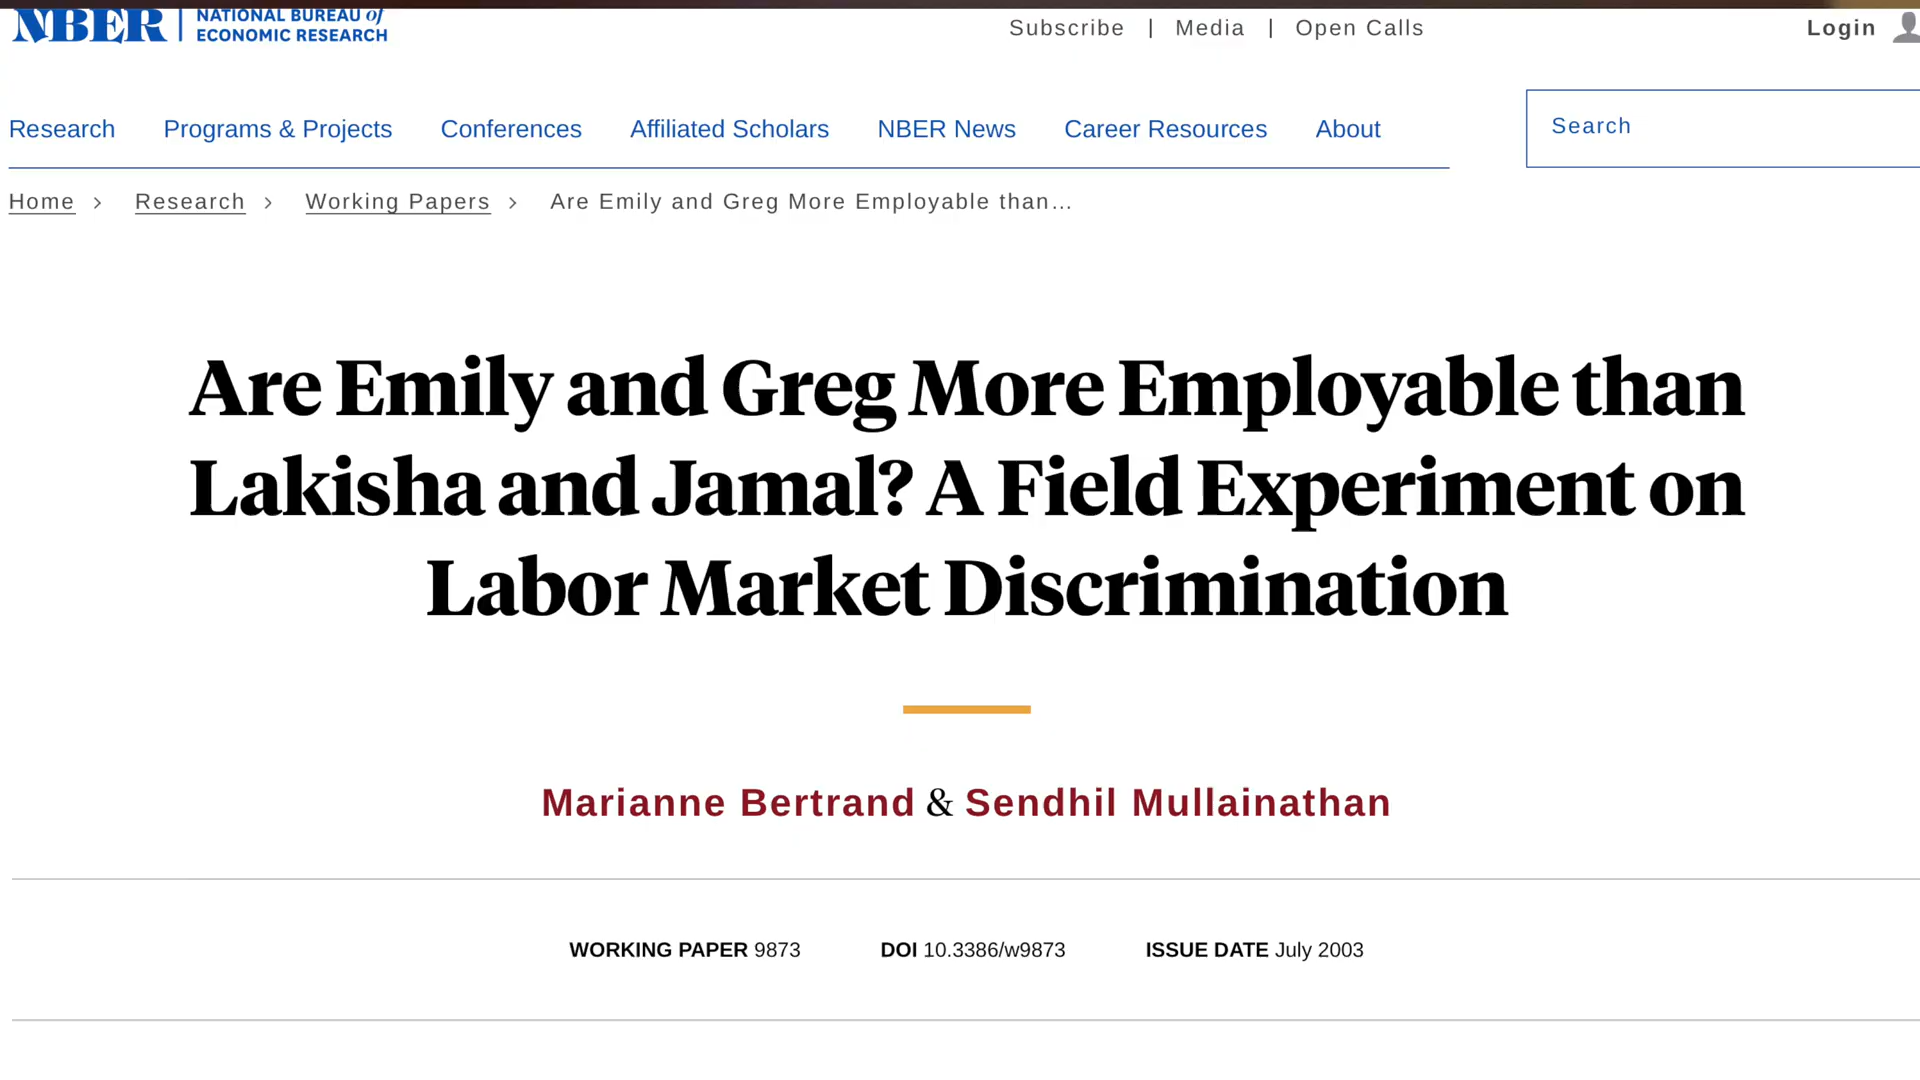 NBER | NATIONAL BUREAU of
ECONOMIC RESEARCH
Subscribe | Media | Open Calls
Login
Research Programs & Projects Conferences Affiliated Scholars NBER News Career Resources About
Search
Home > Research > Working Papers > Are Emily and Greg More Employable than…
Are Emily and Greg More Employable than
Lakisha and Jamal? A Field Experiment on
Labor Market Discrimination
Marianne Bertrand & Sendhil Mullainathan
WORKING PAPER 9873 DOI 10.3386/w9873 ISSUE DATE July 2003